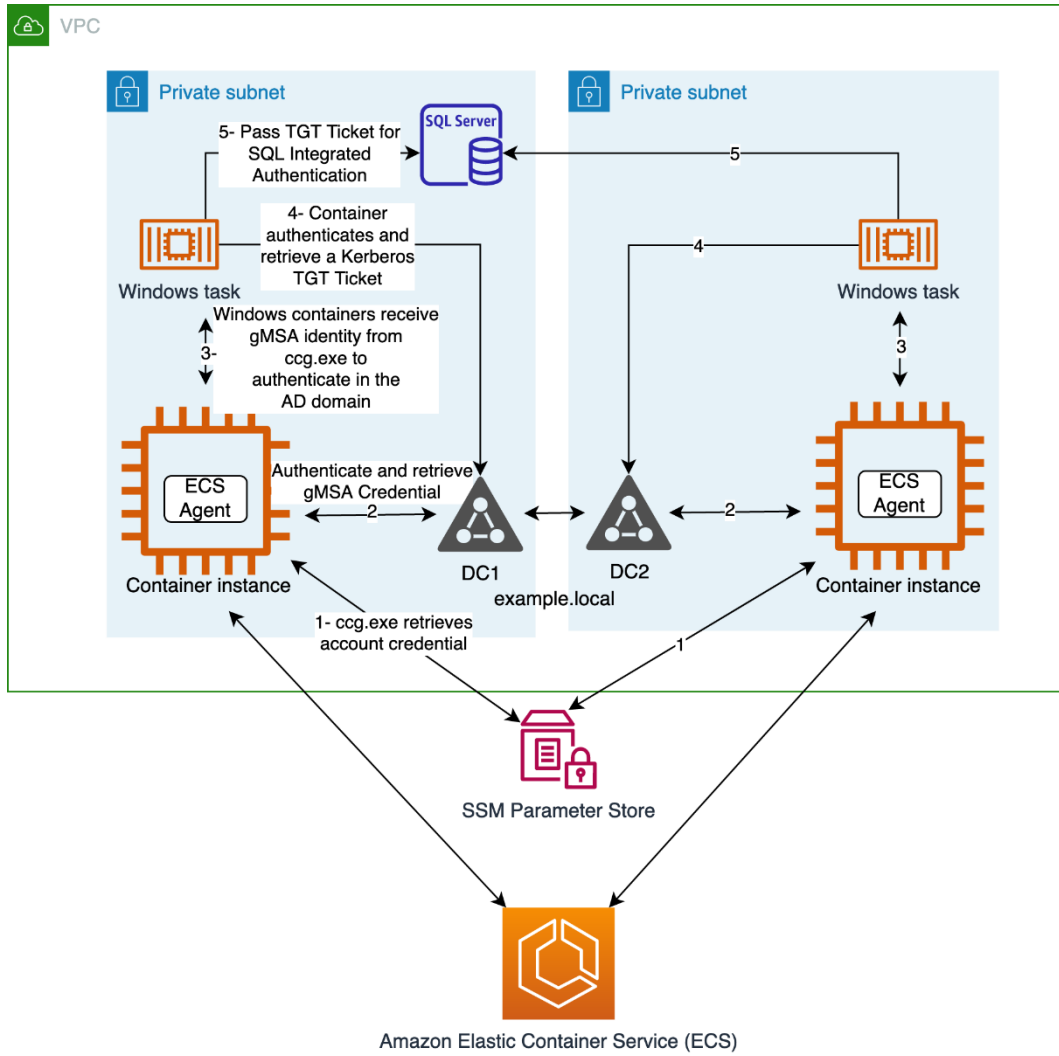 VPC
Private subnet
Private subnet
SQL Server
5- Pass TGT Ticket for
SQL Integrated
Authentication
5
4- Container
authenticates and
retrieve a Kerberos
TGT Ticket
4
Windows task
Windows task
Windows containers receive
gMSA identity from
ccg.exe to
authenticate in the
AD domain
3-
3
ECS
Agent
Authenticate and retrieve
gMSA Credential
2
2
ECS
Agent
Container instance
DC1
DC2
Container instance
example.local
1- ccg.exe retrieves
account credential
1
SSM Parameter Store
Amazon Elastic Container Service (ECS)